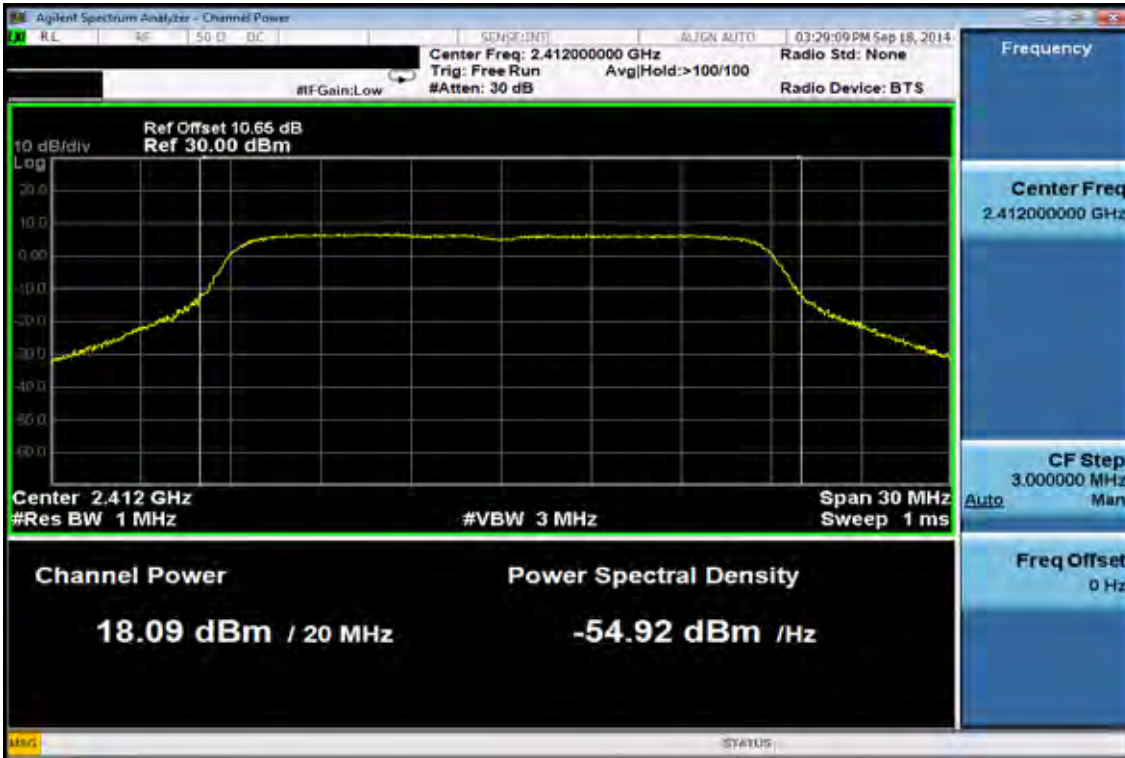 Agilent Spectrum Analyzer - Channel Power
RL RF 50 Ω DC SENSE:INT ALIGN AUTO 03:29:09 PM Sep 18, 2014
Center Freq: 2.412000000 GHz Radio Std: None
Trig: Free Run Avg|Hold:>100/100
#IFGain:Low #Atten: 30 dB Radio Device: BTS
Frequency
Ref Offset 10.65 dB
10 dB/div Ref 30.00 dBm
Log
20.0
10.0
0.00
-10.0
-20.0
-30.0
-40.0
-50.0
-60.0
Center 2.412 GHz Span 30 MHz
#Res BW 1 MHz #VBW 3 MHz Sweep 1 ms
Channel Power Power Spectral Density
18.09 dBm / 20 MHz -54.92 dBm /Hz
Center Freq
2.412000000 GHz
CF Step
3.000000 MHz
Auto Man
Freq Offset
0 Hz
MSG STATUS